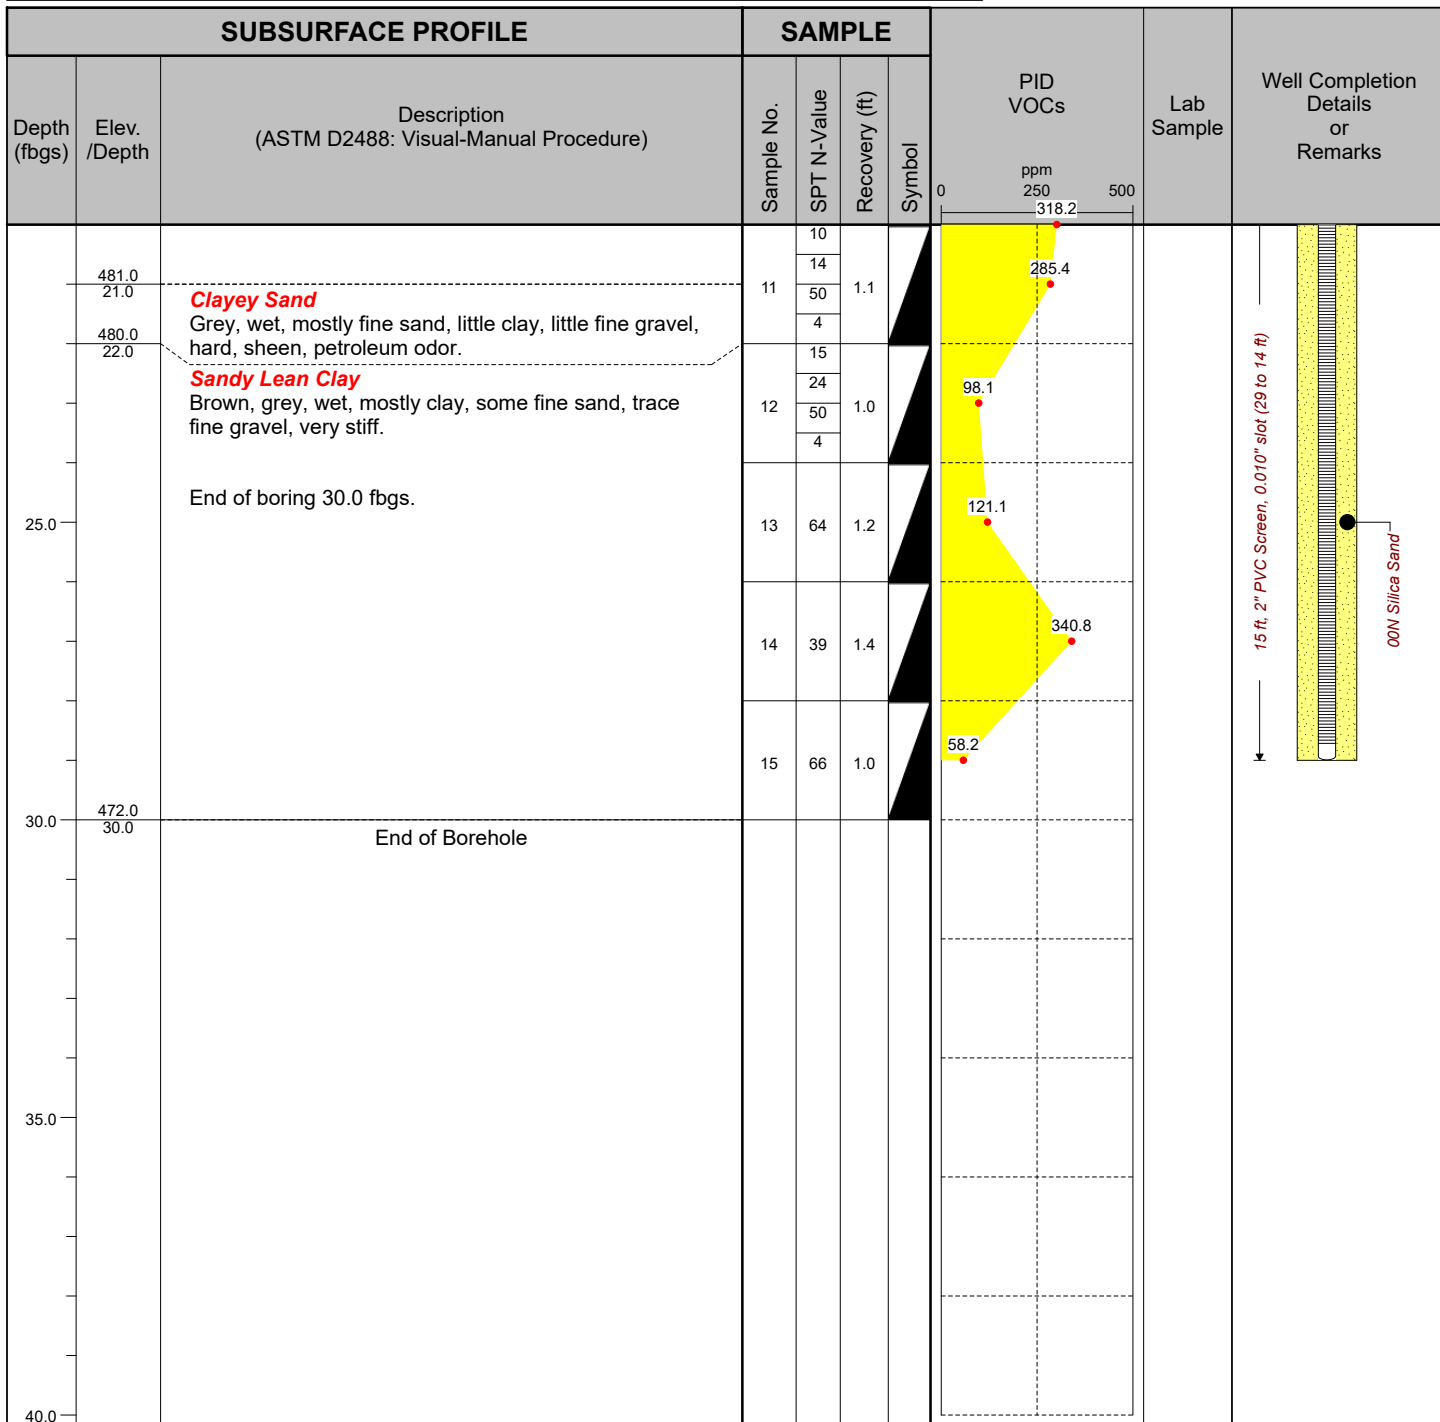 SUBSURFACE PROFILE
SAMPLE
Depth
(fbgs)
Elev.
/Depth
Description
(ASTM D2488: Visual-Manual Procedure)
Sample No.
SPT N-Value
Recovery (ft)
Symbol
PID
VOCs
ppm
0 250 500
Lab
Sample
Well Completion
Details
or
Remarks
318.2
10
14
50
4
11
1.1
285.4
481.0
21.0
Clayey Sand
Grey, wet, mostly fine sand, little clay, little fine gravel,
hard, sheen, petroleum odor.
480.0
22.0
Sandy Lean Clay
Brown, grey, wet, mostly clay, some fine sand, trace
fine gravel, very stiff.
15
24
50
4
12
1.0
98.1
End of boring 30.0 fbgs.
25.0
13 64 1.2
121.1
14 39 1.4
340.8
15 66 1.0
58.2
15 ft, 2" PVC Screen, 0.010" slot (29 to 14 ft)
00N Silica Sand
30.0
472.0
30.0
End of Borehole
35.0
40.0